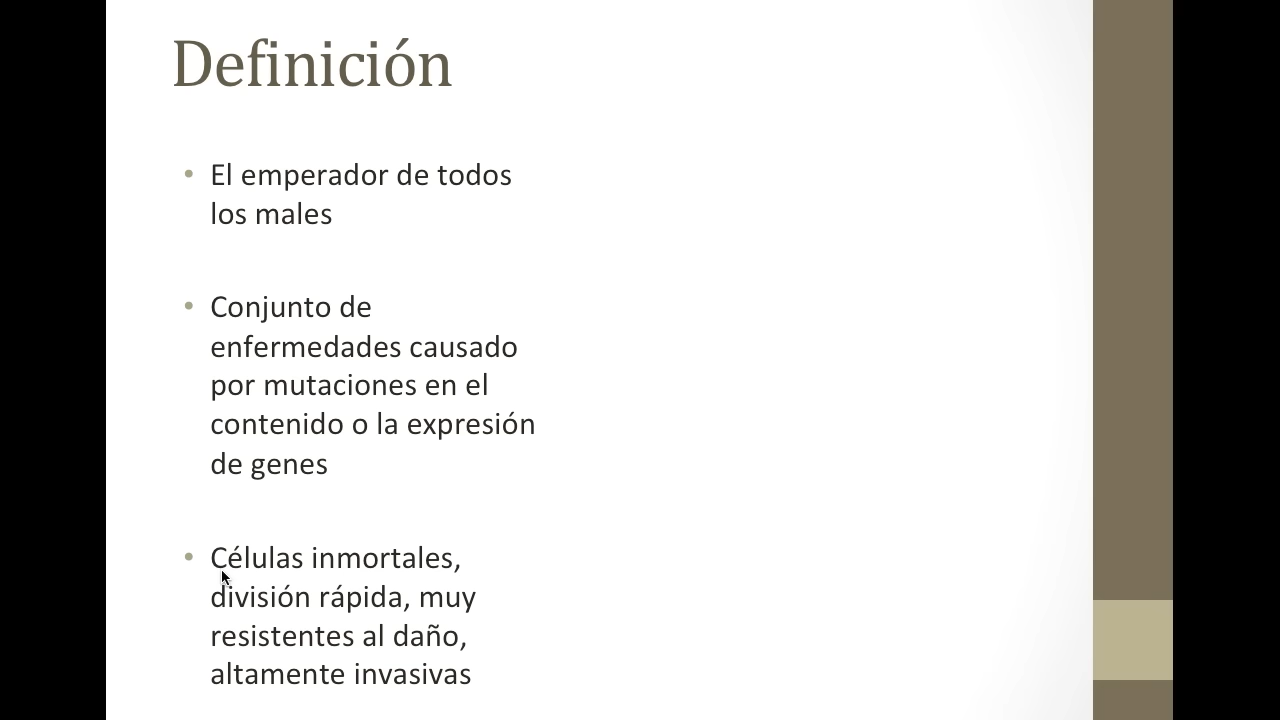 Definición
• El emperador de todos
los males
• Conjunto de
enfermedades causado
por mutaciones en el
contenido o la expresión
de genes
• Células inmortales,
división rápida, muy
resistentes al daño,
altamente invasivas